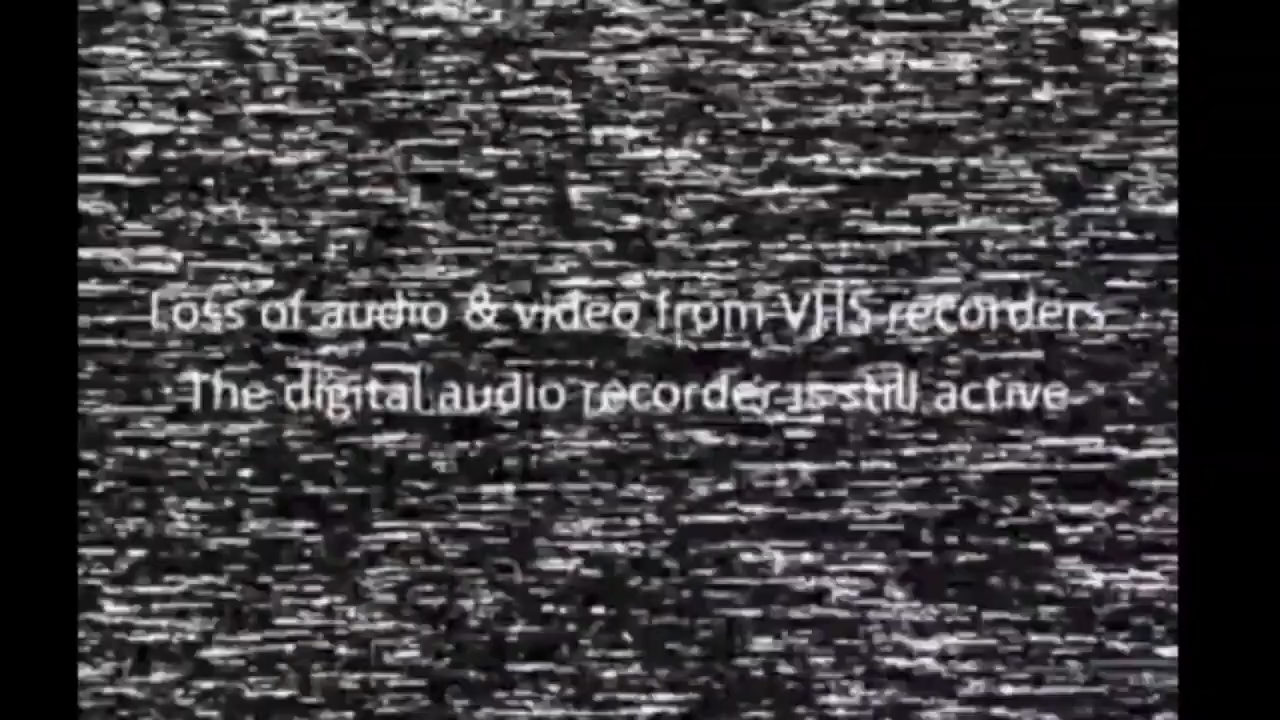 Loss of audio & video from VHS recorders
The digital audio recorder is still active